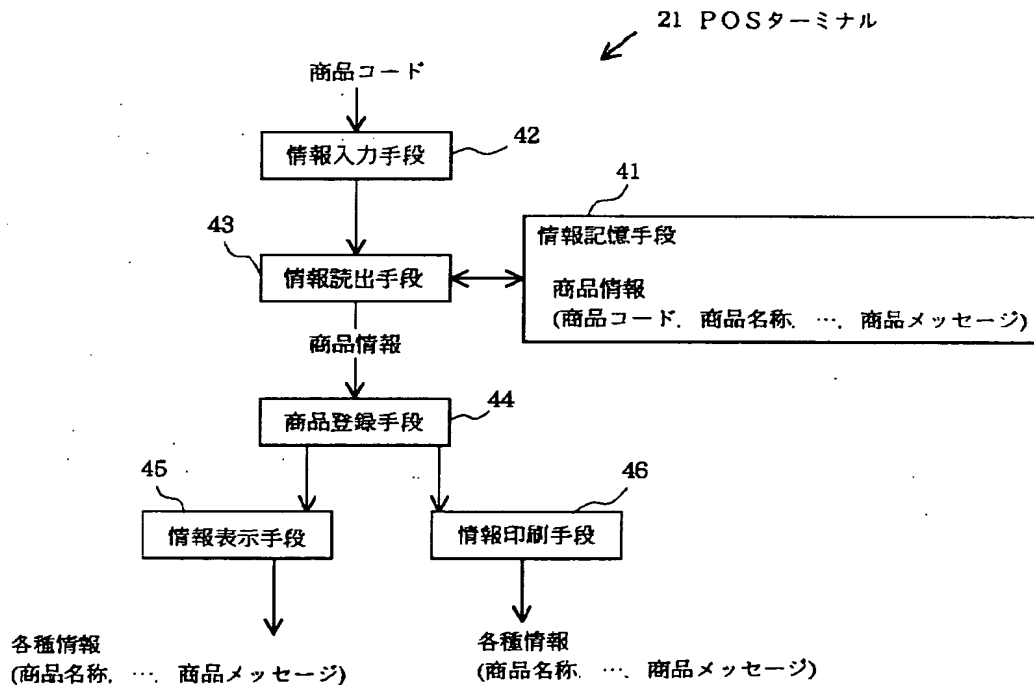 21 POSターミナル
商品コード
42
情報入力手段
41
43
情報記憶手段
情報読出手段
商品情報
(商品コード, 商品名称, …, 商品メッセージ)
商品情報
44
商品登録手段
45
46
情報表示手段
情報印刷手段
各種情報
(商品名称, …, 商品メッセージ)
各種情報
(商品名称, …, 商品メッセージ)